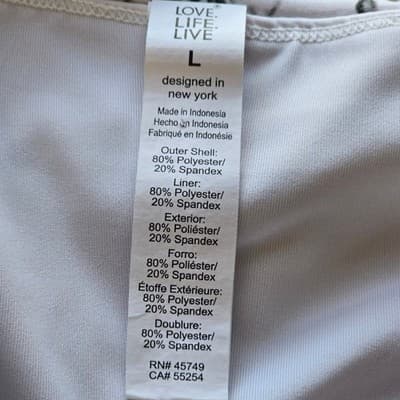 LOVE.
LIFE.
LIVE
L
designed in
new york
Made in Indonesia
Hecho en Indonesia
Fabriqué en Indonésie
Outer Shell:
80% Polyester/
20% Spandex
Liner:
80% Polyester/
20% Spandex
Exterior:
80% Poliéster/
20% Spandex
Forro:
80% Poliéster/
20% Spandex
Étoffe Extérieure:
80% Polyester/
20% Spandex
Doublure:
80% Polyester/
20% Spandex
RN# 45749
CA# 55254